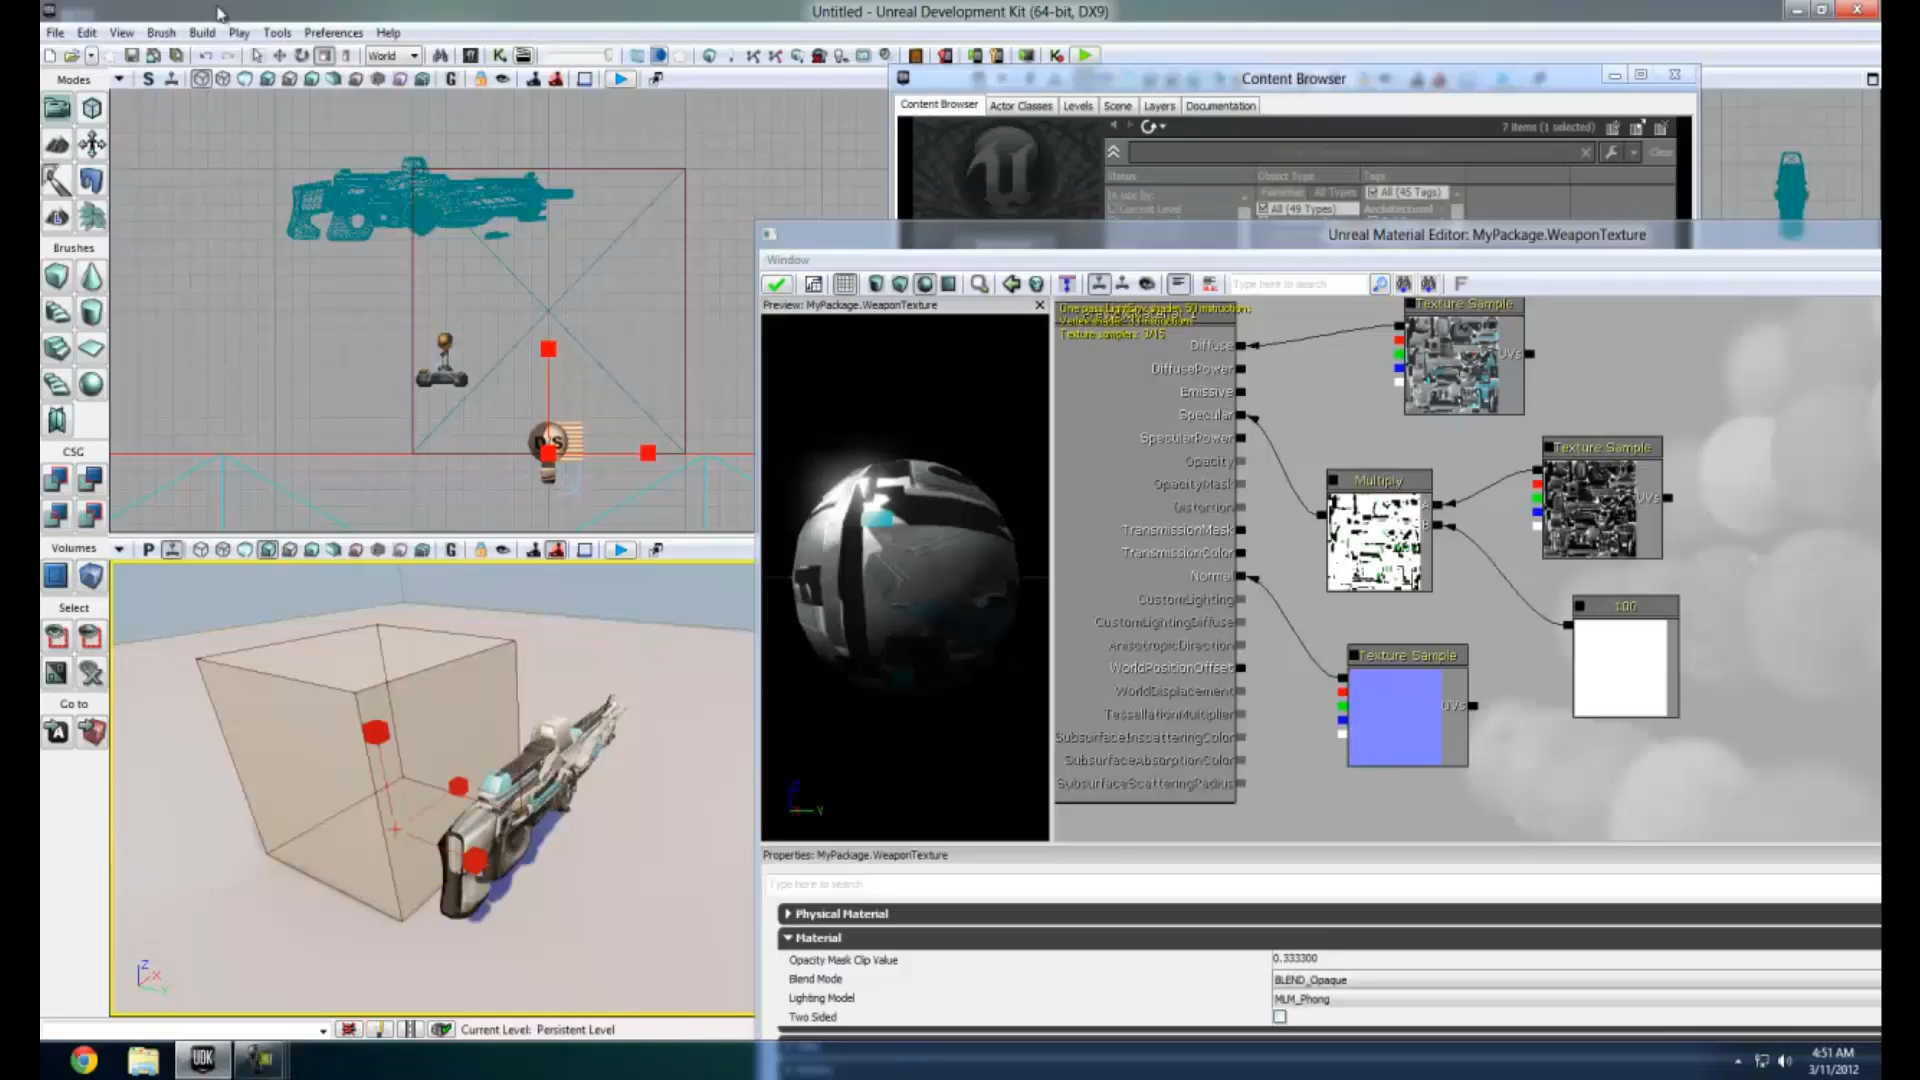 Untitled - Unreal Development Kit (64-bit, DX9)
File Edit View Brush Build Play Tools Preferences Help
World
Modes
S
G
Content Browser
Content Browser Actor Classes Levels Scene Layers Documentation
7 Items (1 selected)
Clear
Status
Object Type
Tags
In use by:
Favorites All Types
All (45 Tags)
Current Level
All (49 Types)
Architectural
Brushes
CSG
Volumes
P
G
Select
Go to
Unreal Material Editor: MyPackage.WeaponTexture
Window
Type here to search
F
Preview: MyPackage.WeaponTexture
Texture samplers: 3/15
Diffuse
DiffusePower
Emissive
Specular
SpecularPower
Opacity
OpacityMask
Distortion
TransmissionMask
TransmissionColor
Normal
CustomLighting
CustomLightingDiffuse
AnisotropicDirection
WorldPositionOffset
WorldDisplacement
TessellationMultiplier
SubsurfaceInscatteringColor
SubsurfaceAbsorptionColor
SubsurfaceScatteringRadius
Texture Sample
UVs
Texture Sample
UVs
Multiply
A
B
100
Texture Sample
UVs
Y
Properties: MyPackage.WeaponTexture
Type here to search
Physical Material
Material
Opacity Mask Clip Value
0.333300
Blend Mode
BLEND_Opaque
Lighting Model
MLM_Phong
Two Sided
Z
X
Y
Current Level: Persistent Level
UDK
4:51 AM
3/11/2012